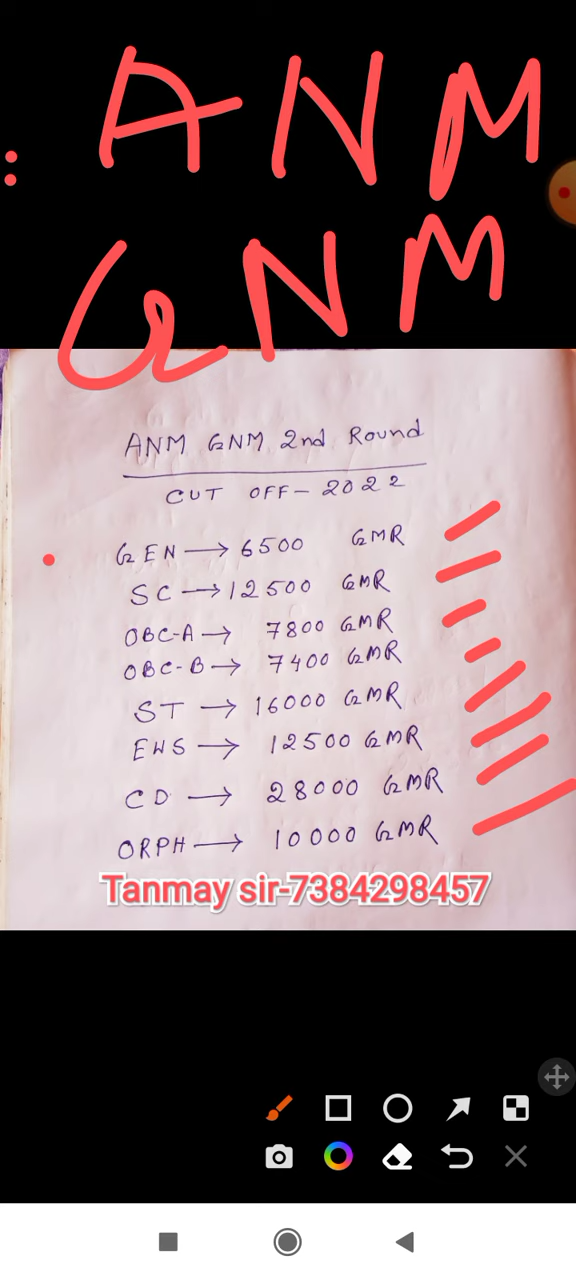 ANM
GNM
ANM GNM 2nd Round
CUT OFF - 2022
GEN → 6500 GMR
SC → 12500 GMR
OBC-A → 7800 GMR
OBC-B → 7400 GMR
ST → 16000 GMR
EWS → 12500 GMR
CD → 28000 GMR
ORPH → 10000 GMR
Tanmay sir-7384298457